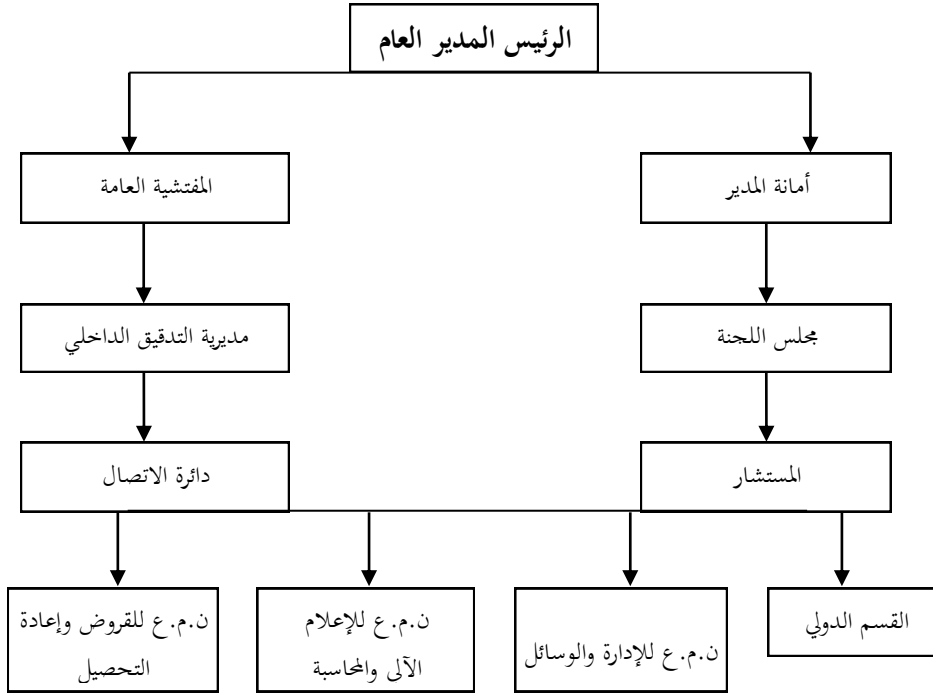 الرئيس المدير العام
أمانة المدير
المفتشية العامة
مجلس اللجنة
مديرية التدقيق الداخلي
المستشار
دائرة الاتصال
القسم الدولي
ن.م.ع للإدارة والوسائل
ن.م.ع للإعلام
الآلى والمحاسبة
ن.م.ع للقروض وإعادة
التحصيل